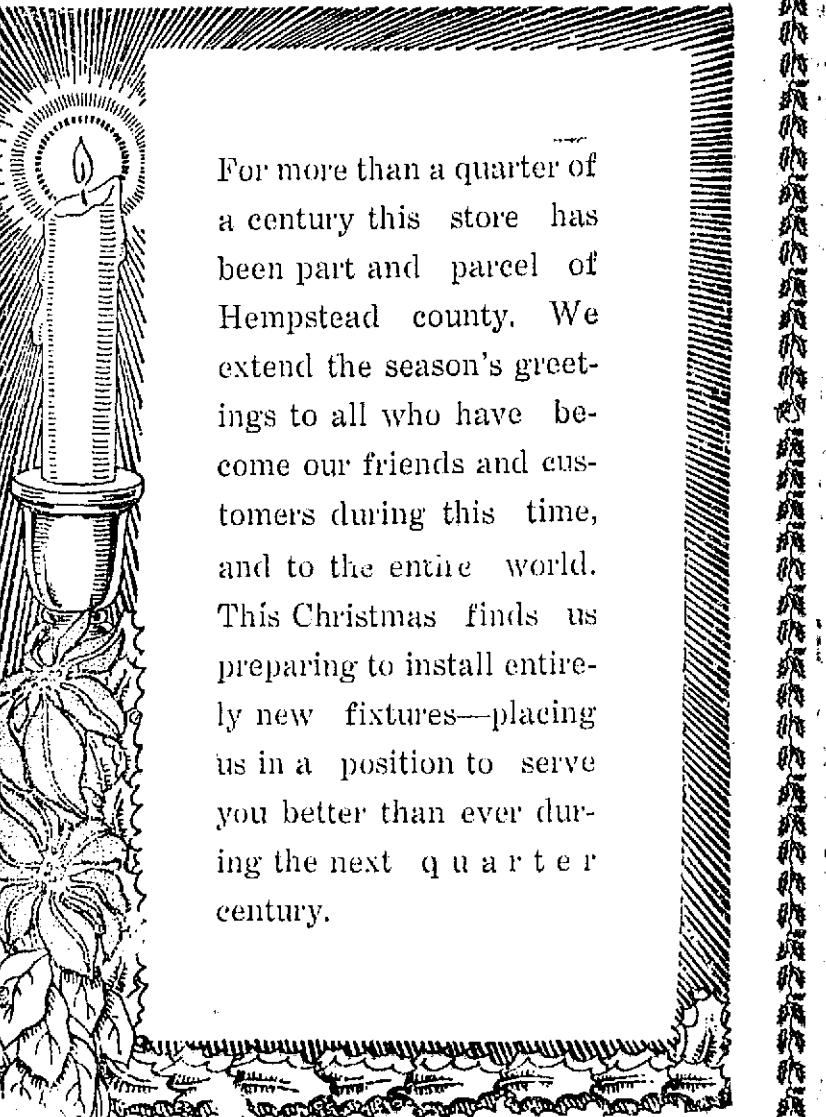 For more than a quarter of
a century this store has
been part and parcel of
Hempstead county. We
extend the season's greet-
ings to all who have be-
come our friends and cus-
tomers during this time,
and to the entire world.
This Christmas finds us
preparing to install entire-
ly new fixtures—placing
us in a position to serve
you better than ever dur-
ing the next quarter
century.